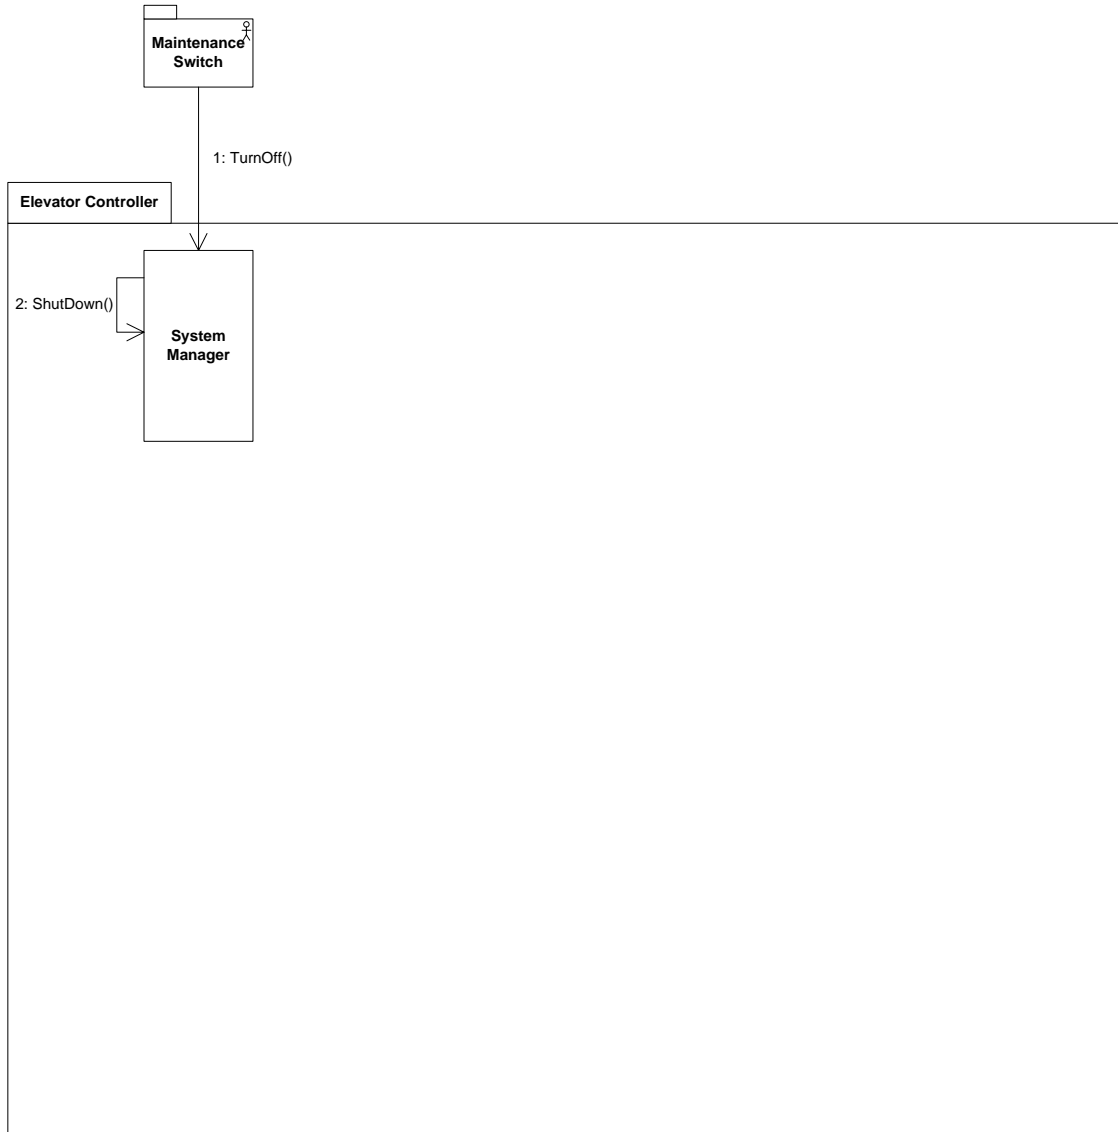 Maintenance
Switch
1: TurnOff()
Elevator Controller
2: ShutDown()
System
Manager